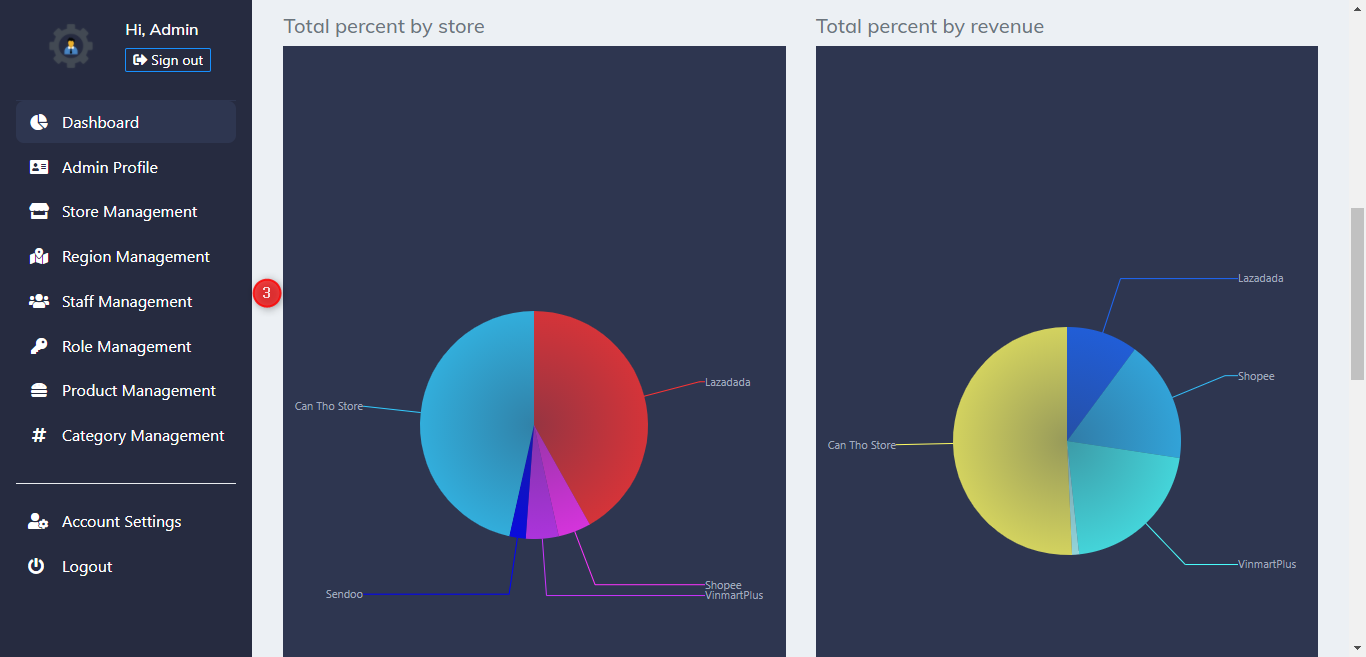 Hi, Admin
Sign out
Dashboard
Admin Profile
Store Management
Region Management
Staff Management
Role Management
Product Management
Category Management
Account Settings
Logout
3
Total percent by store
Lazadada
Can Tho Store
Shopee
Sendoo
VinmartPlus
Total percent by revenue
Lazadada
Shopee
Can Tho Store
VinmartPlus